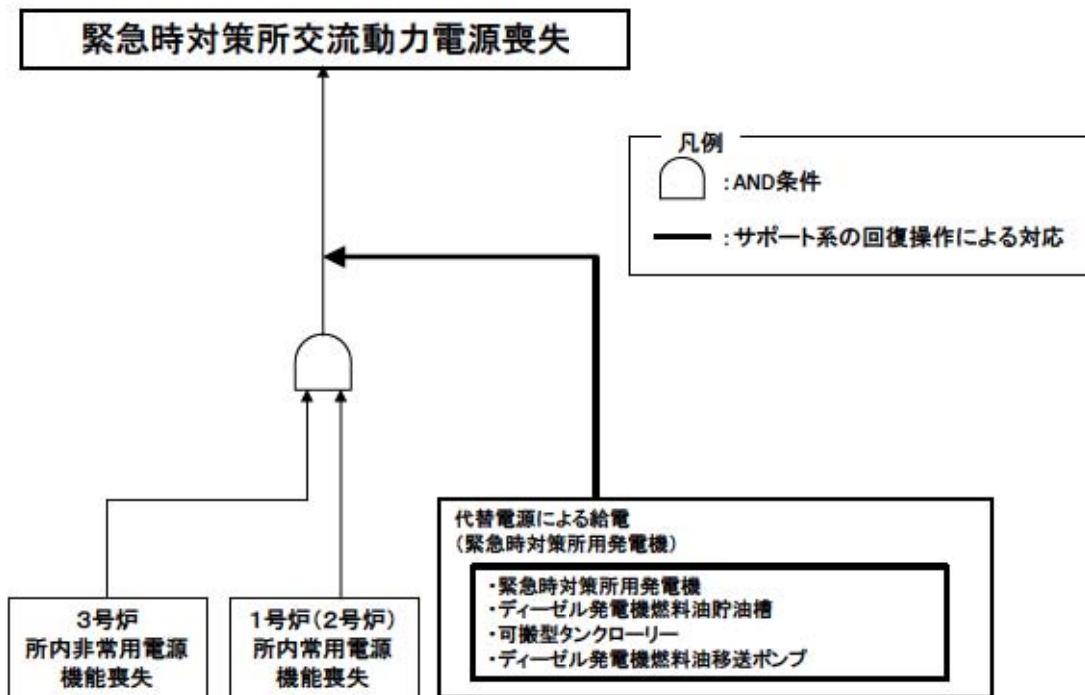 緊急時対策所交流動力電源喪失
凡例
:AND条件
:サポート系の回復操作による対応
代替電源による給電
(緊急時対策所用発電機)
・緊急時対策所用発電機
・ディーゼル発電機燃料油貯油槽
・可搬型タンクローリー
・ディーゼル発電機燃料油移送ポンプ
3号炉
所内非常用電源
機能喪失
1号炉(2号炉)
所内常用電源
機能喪失